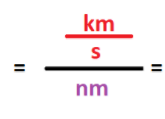 km
s
= =
nm